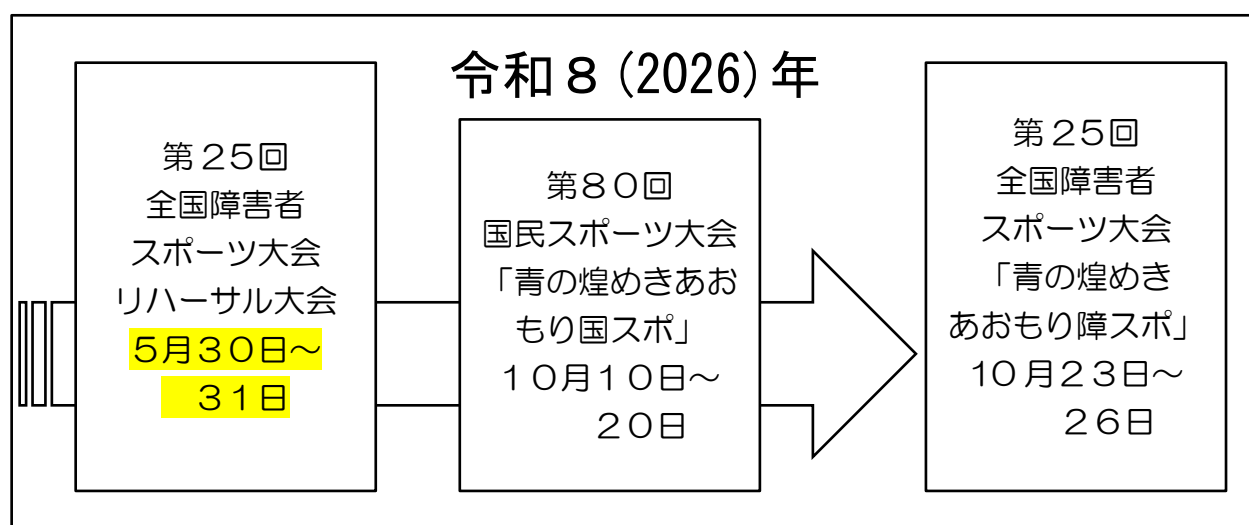 令和８(2026)年
第２５回
全国障害者
スポーツ大会
リハーサル大会
５月３０日～
３１日
第８０回
国民スポーツ大会
「青の煌めきあお
もり国スポ」
１０月１０日～
２０日
第２５回
全国障害者
スポーツ大会
「青の煌めき
あおもり障スポ」
１０月２３日～
２６日